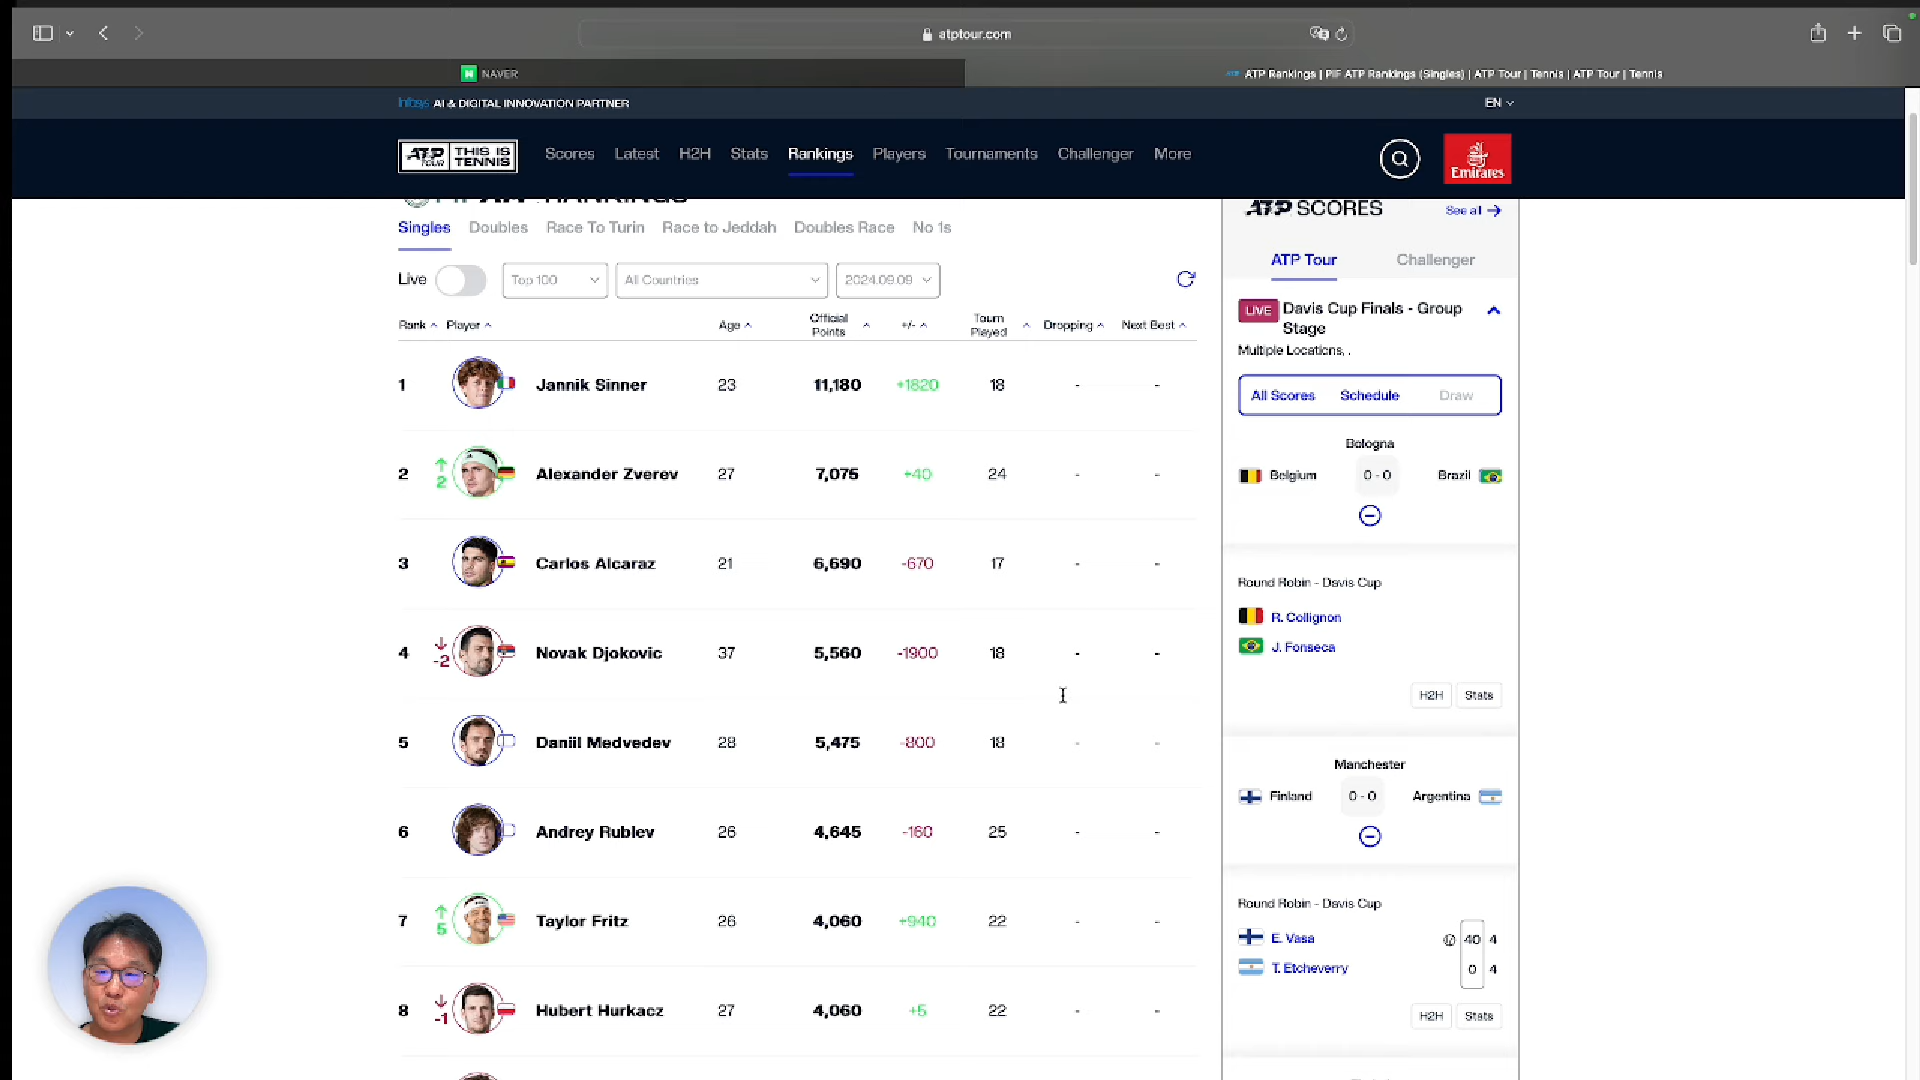 atptour.com
NAVER
ATP Rankings | PIF ATP Rankings (Singles) | ATP Tour | Tennis | ATP Tour | Tennis
Infosys AI & DIGITAL INNOVATION PARTNER
EN
ATP TOUR THIS IS TENNIS
Scores Latest H2H Stats Rankings Players Tournaments Challenger More
Emirates
Singles Doubles Race To Turin Race to Jeddah Doubles Race No 1s
Live Top 100 All Countries 2024.09.09
Rank Player Age Official Points +/- Tourn Played Dropping Next Best
1 Jannik Sinner 23 11,180 +1820 18 - -
2 2 Alexander Zverev 27 7,075 +40 24 - -
3 Carlos Alcaraz 21 6,690 -670 17 - -
4 -2 Novak Djokovic 37 5,560 -1900 18 - -
5 Daniil Medvedev 28 5,475 -800 18 - -
6 Andrey Rublev 26 4,645 -160 25 - -
7 5 Taylor Fritz 26 4,060 +940 22 - -
8 -1 Hubert Hurkacz 27 4,060 +5 22 - -
ATP SCORES See all
ATP Tour Challenger
LIVE Davis Cup Finals - Group
Stage
Multiple Locations, .
All Scores Schedule Draw
Bologna
Belgium 0 - 0 Brazil
Round Robin - Davis Cup
R. Collignon
J. Fonseca
H2H Stats
Manchester
Finland 0 - 0 Argentina
Round Robin - Davis Cup
E. Vasa 40 4
T. Etcheverry 0 4
H2H Stats